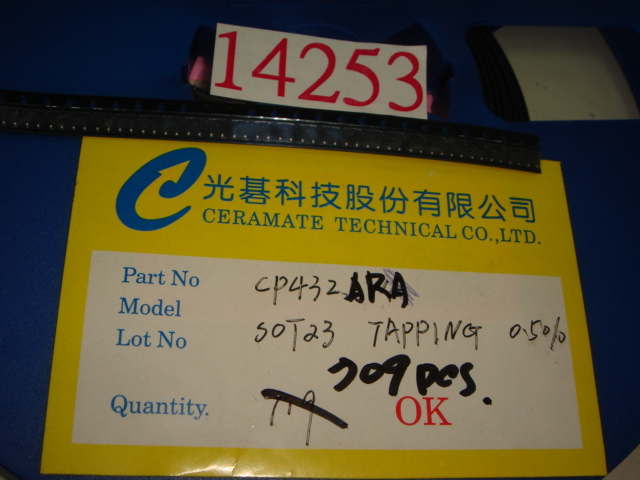 14253
光碁科技股份有限公司
CERAMATE TECHNICAL CO.,LTD.
Part No CP432ARA
Model
Lot No SOT23 TAPPING 0.5%
709 pcs.
Quantity. OK